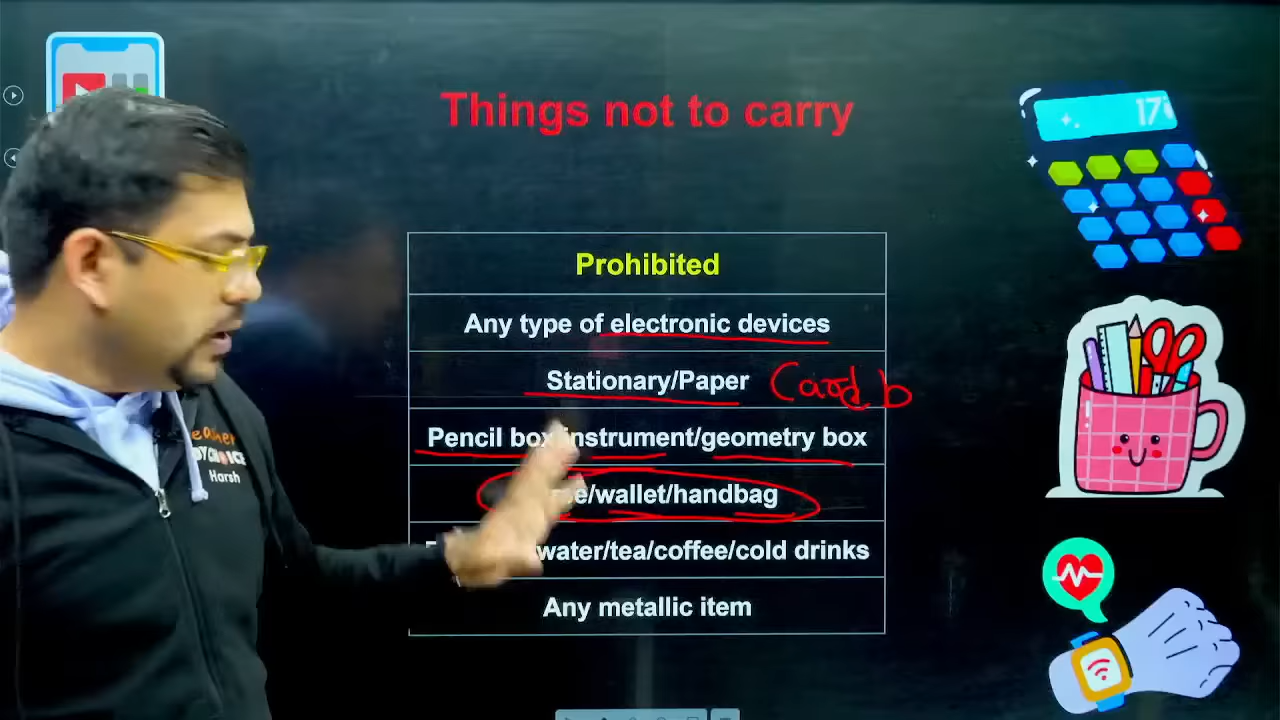 Things not to carry
17
Prohibited
Any type of electronic devices
Stationary/Paper
Card b
Pencil box/instrument/geometry box
/wallet/handbag
water/tea/coffee/cold drinks
Any metallic item
Harsh